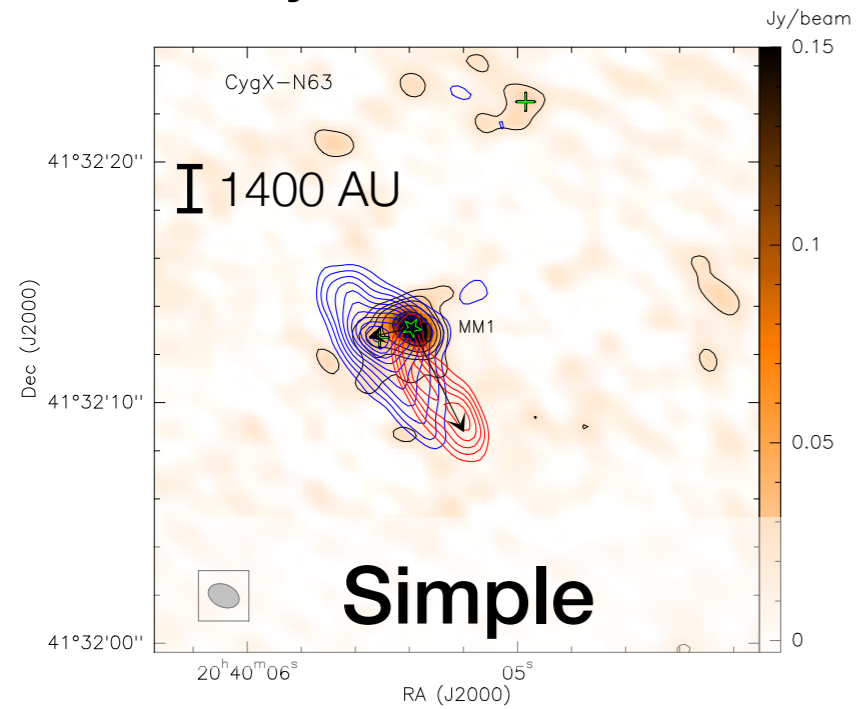 Jy/beam
0.15
CygX−N63
41°32'20''
1400 AU
0.1
MM1
Dec (J2000)
41°32'10''
0.05
Simple
41°32'00''
0
20h40m06s
05s
RA (J2000)